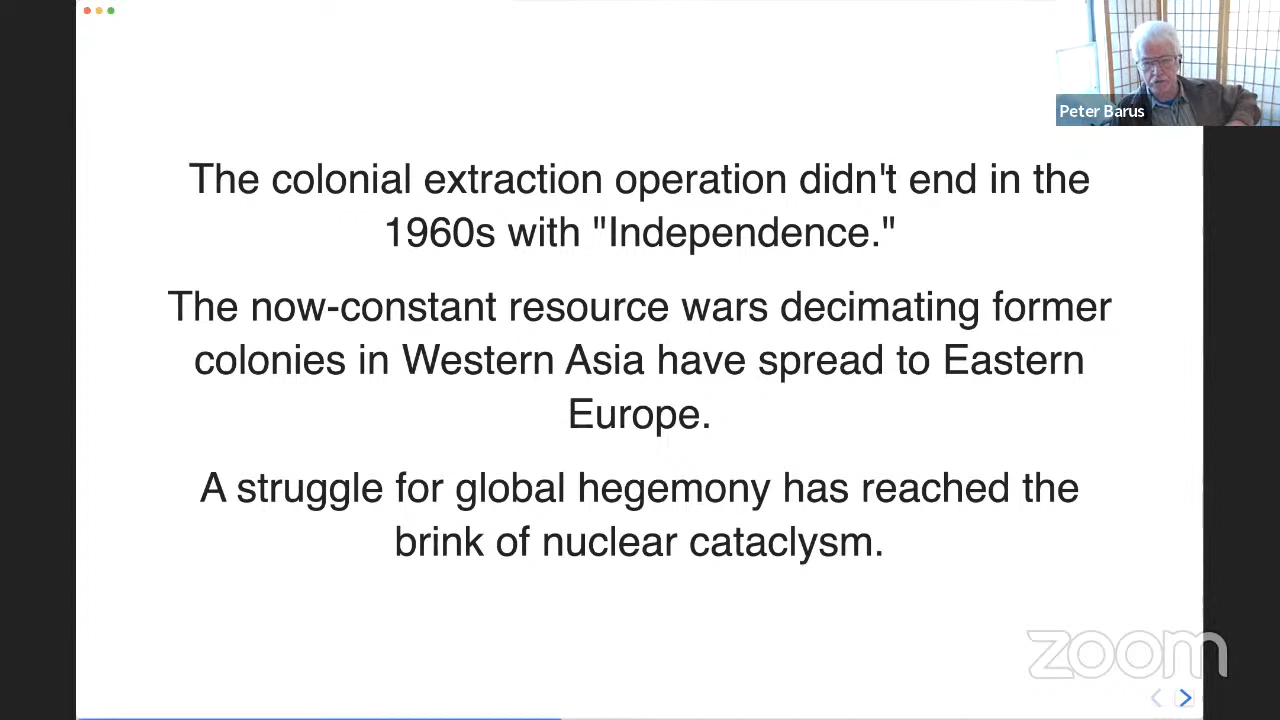 Peter Barus
The colonial extraction operation didn't end in the
1960s with "Independence."
The now-constant resource wars decimating former
colonies in Western Asia have spread to Eastern
Europe.
A struggle for global hegemony has reached the
brink of nuclear cataclysm.
zoom